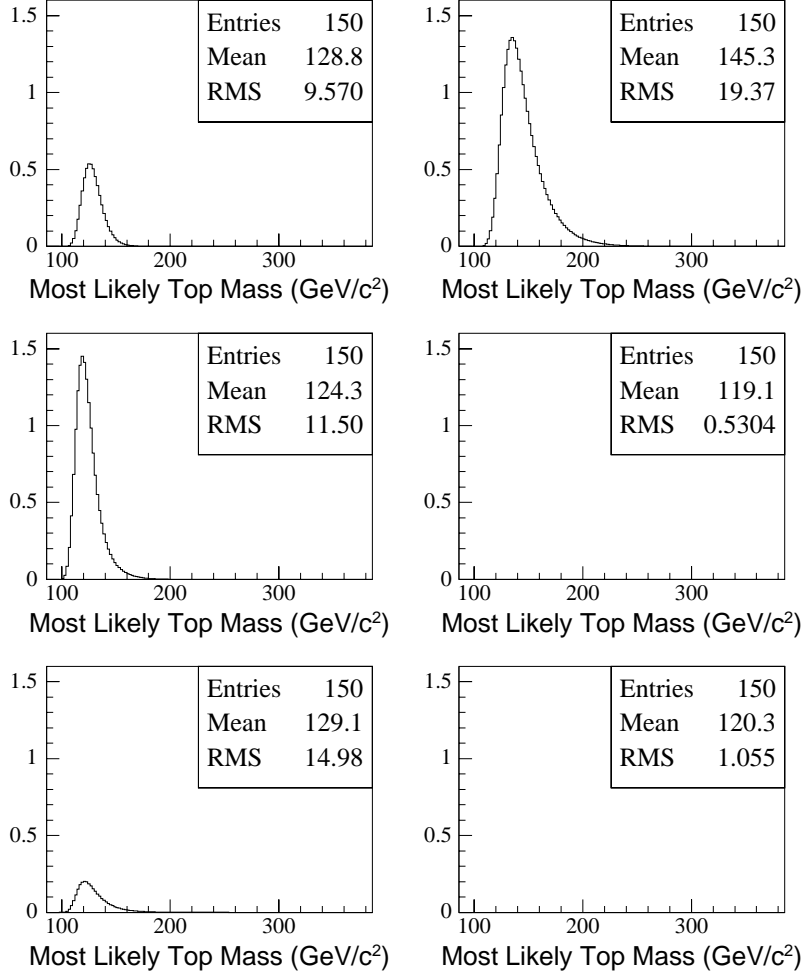 1.5
1
0.5
0
Entries 150
Mean 128.8
RMS 9.570
100 200 300
Most Likely Top Mass (GeV/c²)
1.5
1
0.5
0
Entries 150
Mean 145.3
RMS 19.37
100 200 300
Most Likely Top Mass (GeV/c²)
1.5
1
0.5
0
Entries 150
Mean 124.3
RMS 11.50
100 200 300
Most Likely Top Mass (GeV/c²)
1.5
1
0.5
0
Entries 150
Mean 119.1
RMS 0.5304
100 200 300
Most Likely Top Mass (GeV/c²)
1.5
1
0.5
0
Entries 150
Mean 129.1
RMS 14.98
100 200 300
Most Likely Top Mass (GeV/c²)
1.5
1
0.5
0
Entries 150
Mean 120.3
RMS 1.055
100 200 300
Most Likely Top Mass (GeV/c²)